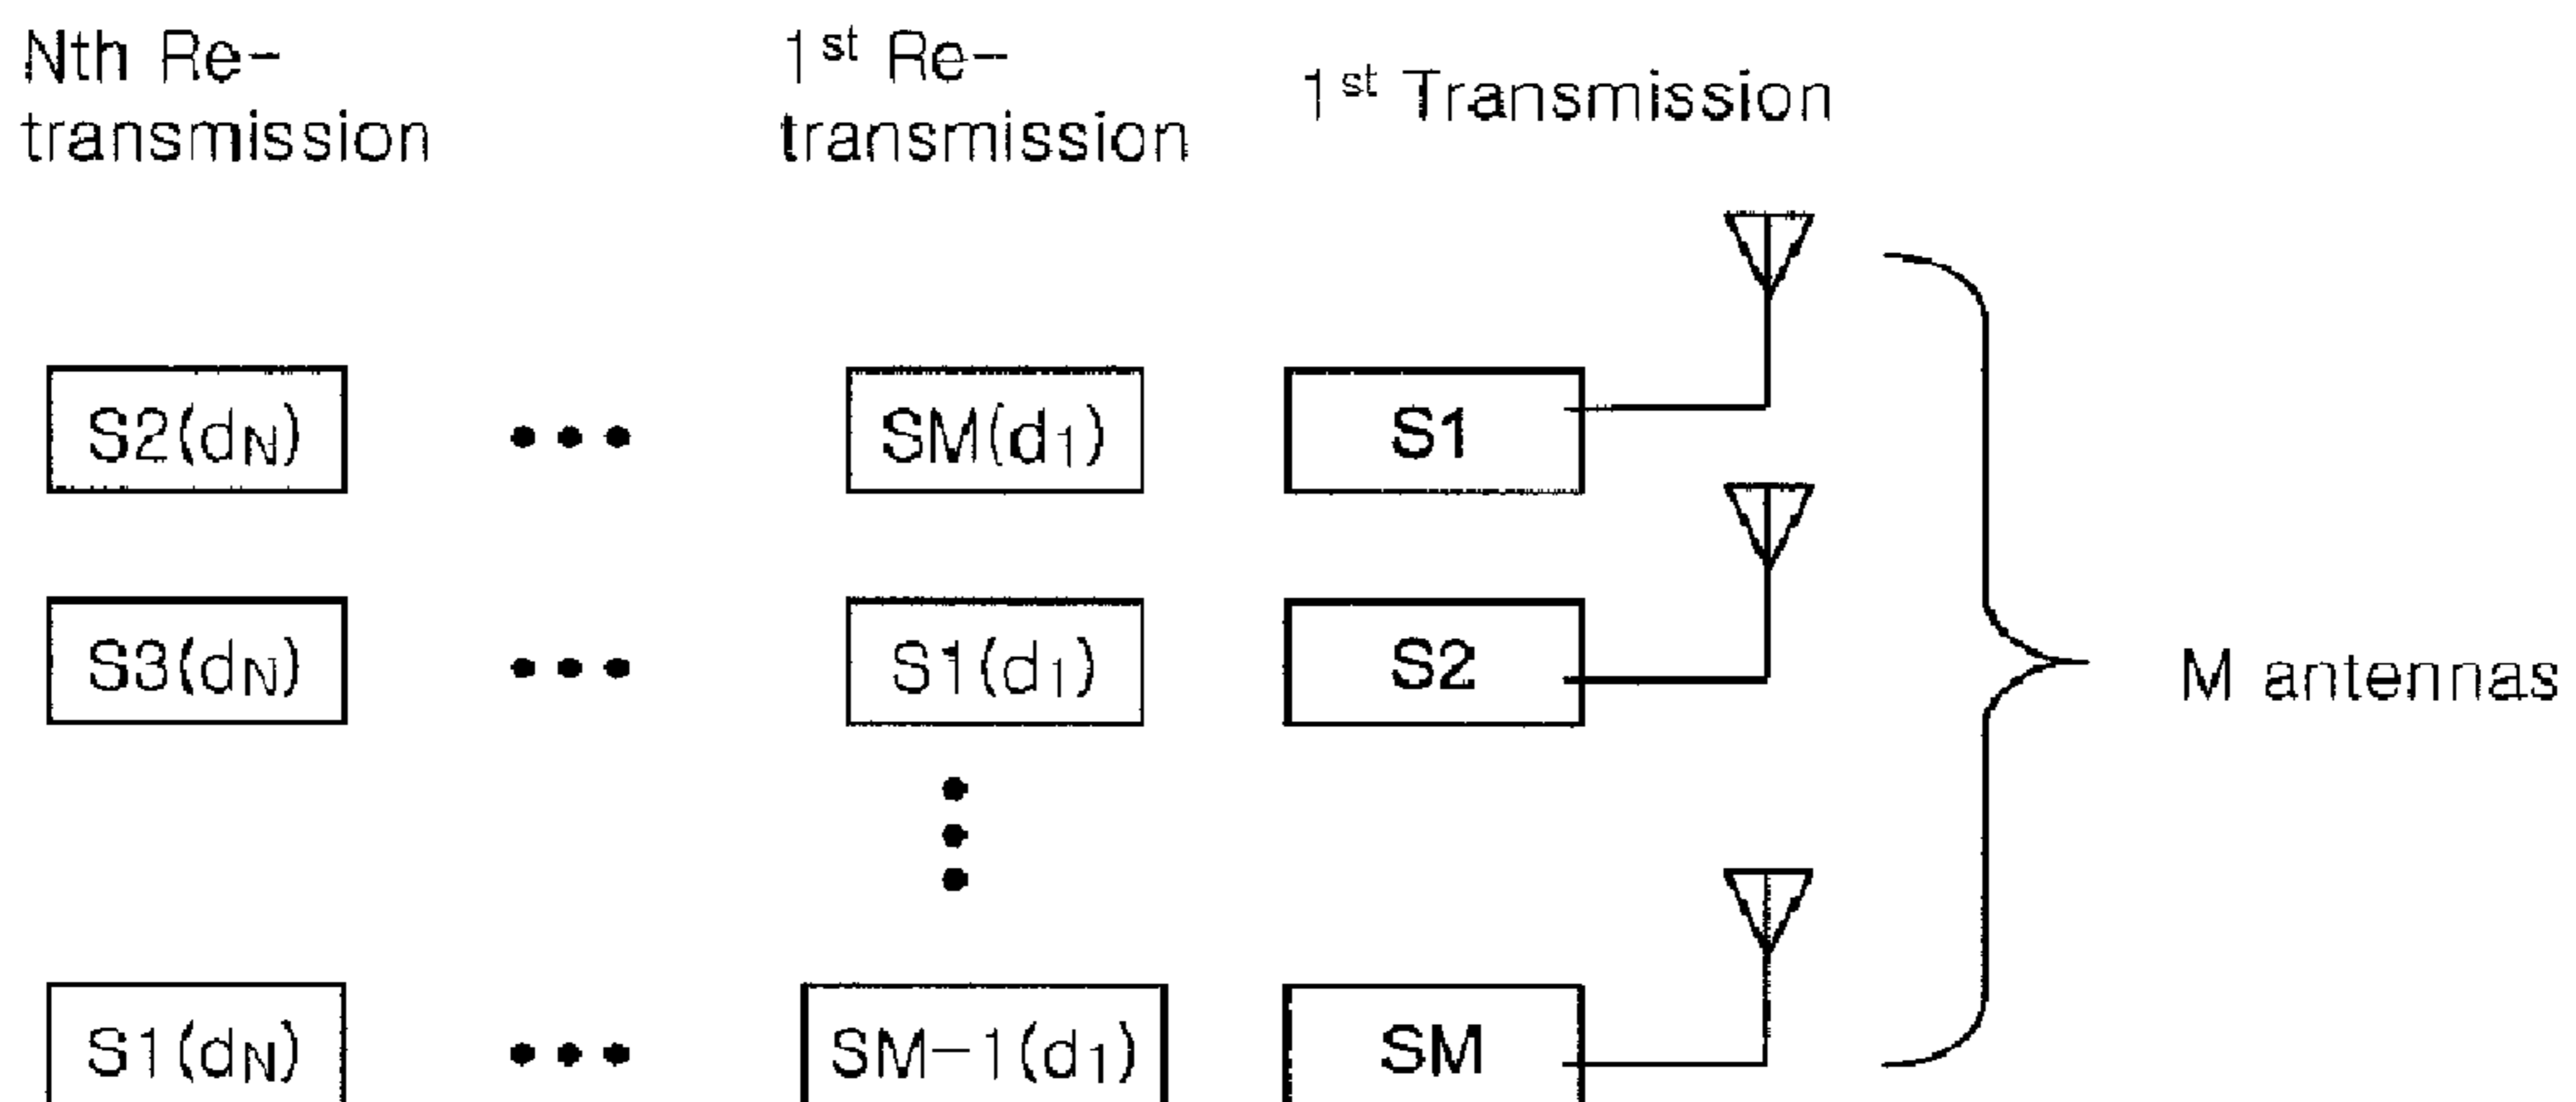 Nth Re-
transmission
1st Re-
transmission
1st Transmission
S2(dN)
SM(d1)
S1
S3(dN)
S1(d1)
S2
M antennas
S1(dN)
SM-1(d1)
SM